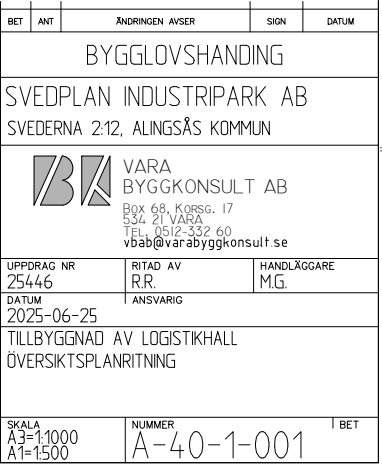 BET ANT ÄNDRINGEN AVSER SIGN DATUM
BYGGLOVSHANDING
SVEDPLAN INDUSTRIPARK AB
SVEDERNA 2:12, ALINGSÅS KOMMUN
BK VARA
BYGGKONSULT AB
Box 68, Korsg. 17
534 21 VARA
Tel. 0512-332 60
vbab@varabyggkonsult.se
UPPDRAG NR RITAD AV HANDLÄGGARE
25446 R.R. M.G.
DATUM ANSVARIG
2025-06-25
TILLBYGGNAD AV LOGISTIKHALL
ÖVERSIKTSPLANRITNING
SKALA NUMMER BET
A3=1:1000
A1=1:500 A-40-1-001